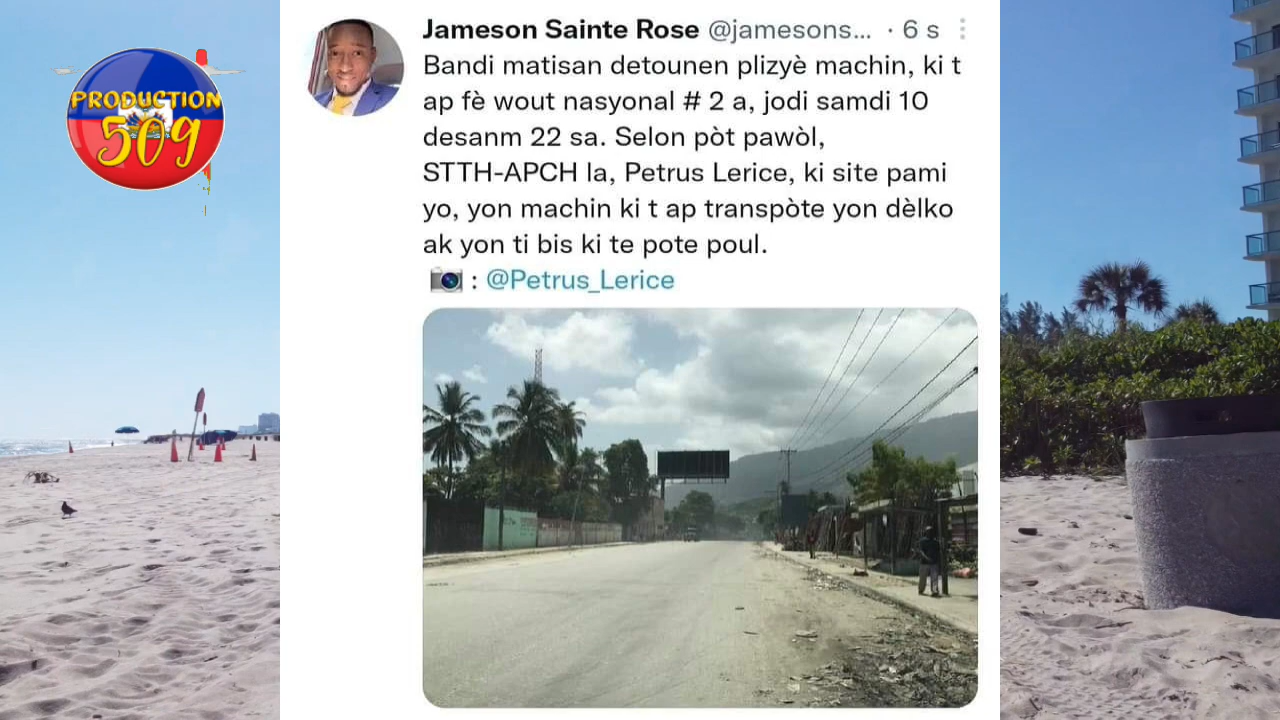 PRODUCTION
509
Jameson Sainte Rose @jamesons... · 6 s
Bandi matisan detounen plizyè machin, ki t
ap fè wout nasyonal # 2 a, jodi samdi 10
desanm 22 sa. Selon pòt pawòl,
STTH-APCH la, Petrus Lerice, ki site pami
yo, yon machin ki t ap transpòte yon dèlko
ak yon ti bis ki te pote poul.
: @Petrus_Lerice